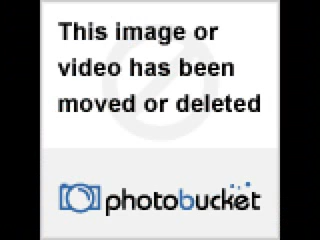 This image or
video has been
moved or deleted
photobucket